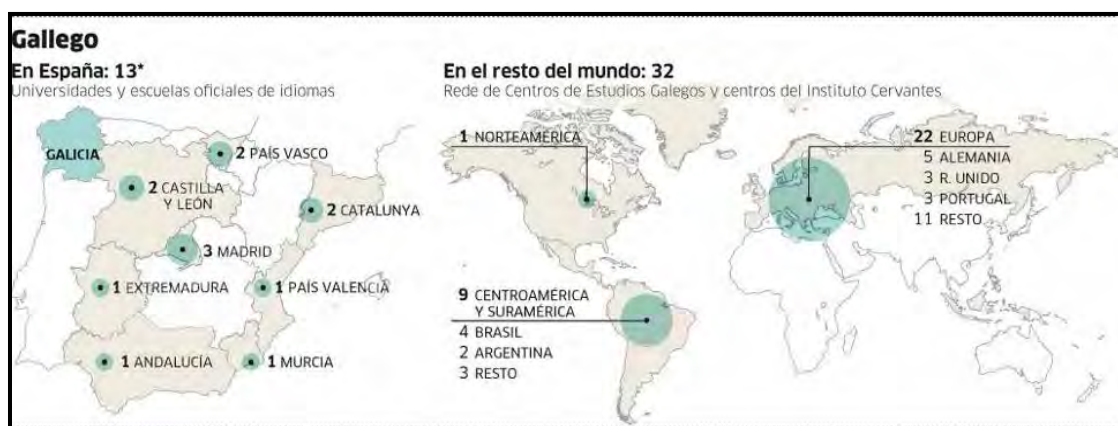 Gallego
En España: 13*
Universidades y escuelas oficiales de idiomas
GALICIA
2 PAÍS VASCO
2 CASTILLA
Y LEÓN
2 CATALUNYA
3 MADRID
1 EXTREMADURA
1 PAÍS VALENCIA
1 ANDALUCÍA
1 MURCIA
En el resto del mundo: 32
Rede de Centros de Estudios Galegos y centros del Instituto Cervantes
1 NORTEAMÉRICA
22 EUROPA
5 ALEMANIA
3 R. UNIDO
3 PORTUGAL
11 RESTO
9 CENTROAMÉRICA
Y SURAMÉRICA
4 BRASIL
2 ARGENTINA
3 RESTO